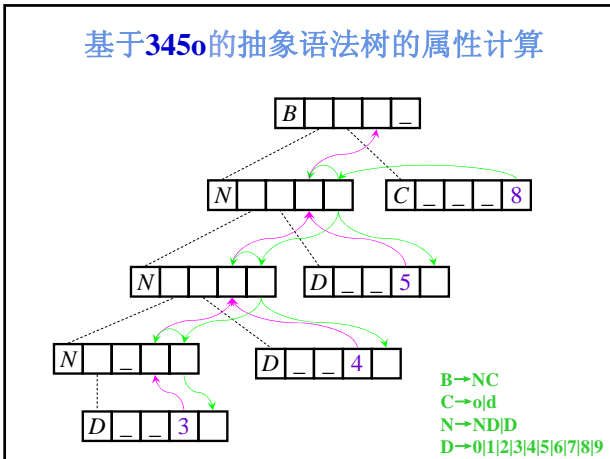 基于345o的抽象语法树的属性计算
B _
N C _ _ _ 8
N D _ _ 5
N _ D _ _ 4
D _ _ 3
B→NC
C→o|d
N→ND|D
D→0|1|2|3|4|5|6|7|8|9